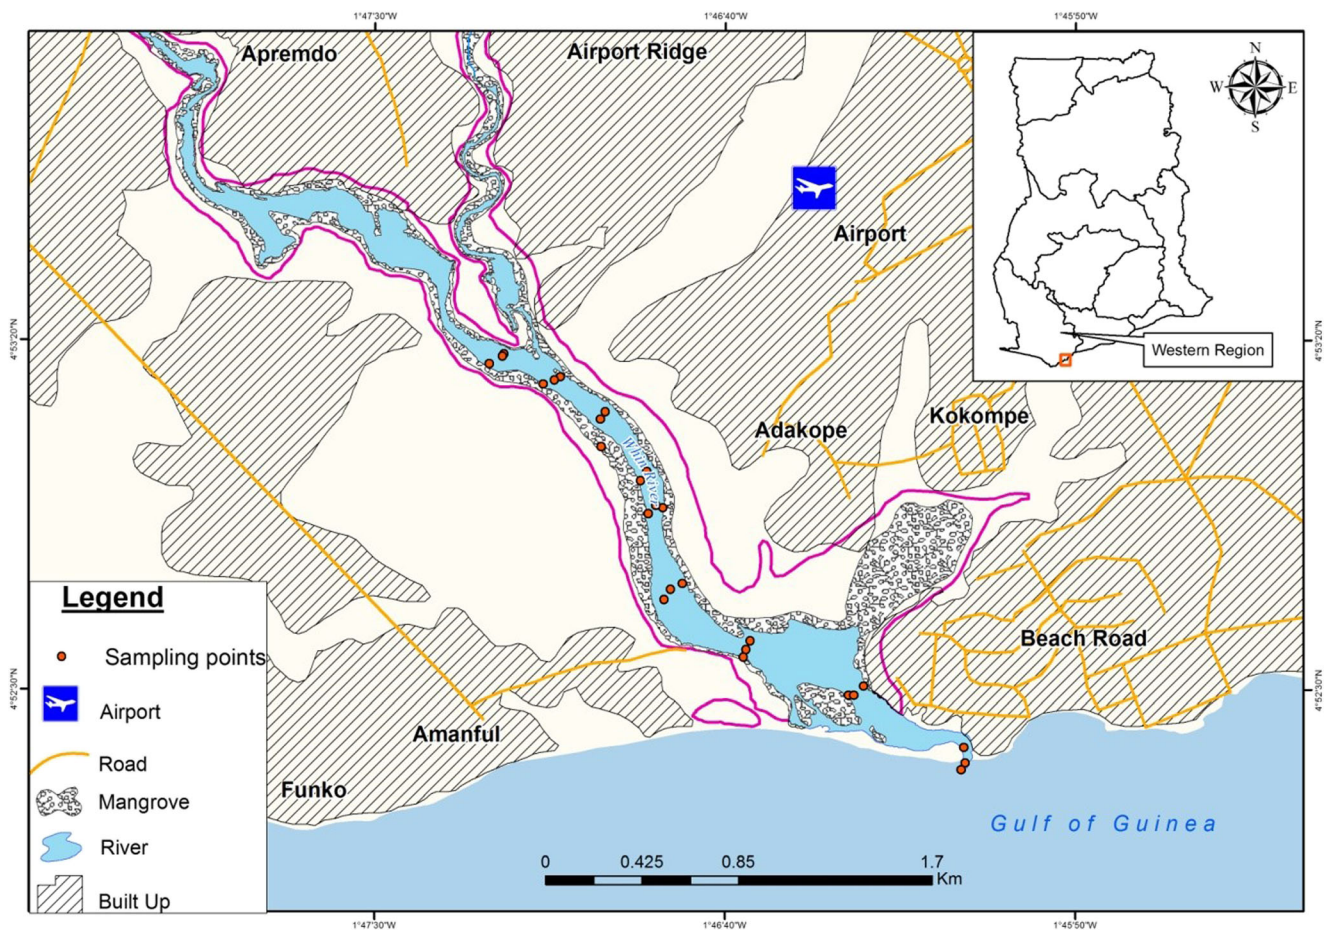 1°47'30"W 1°46'40"W 1°45'50"W
Apremdo
Airport Ridge
N
W E
S
Airport
4°53'20"N
4°53'20"N
Western Region
Adakope
Kokompe
Whin River
Legend
Sampling points
Airport
Road
Mangrove
River
Built Up
Beach Road
4°52'30"N
4°52'30"N
Amanful
Funko
Gulf of Guinea
0 0.425 0.85 1.7
Km
1°47'30"W 1°46'40"W 1°45'50"W